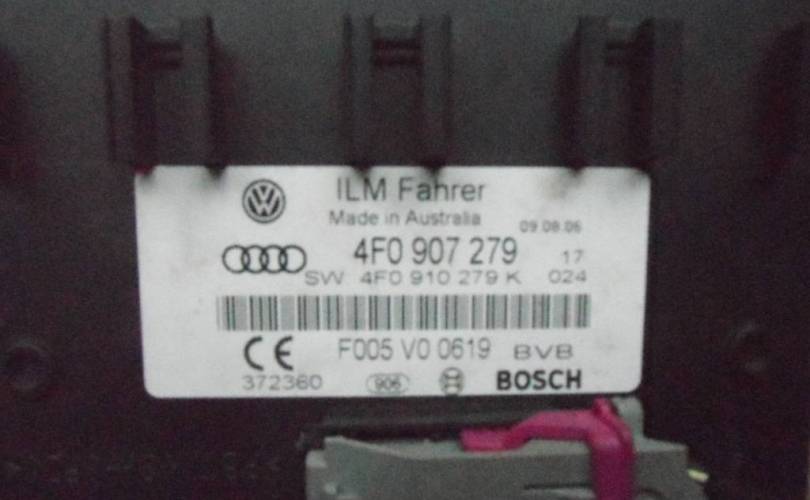 ILM Fahrer
Made in Australia
09.08.06
4F0 907 279 17
SW 4F0 910 279 K 024
CE F005 V0 0619 BVB
372360 906 BOSCH